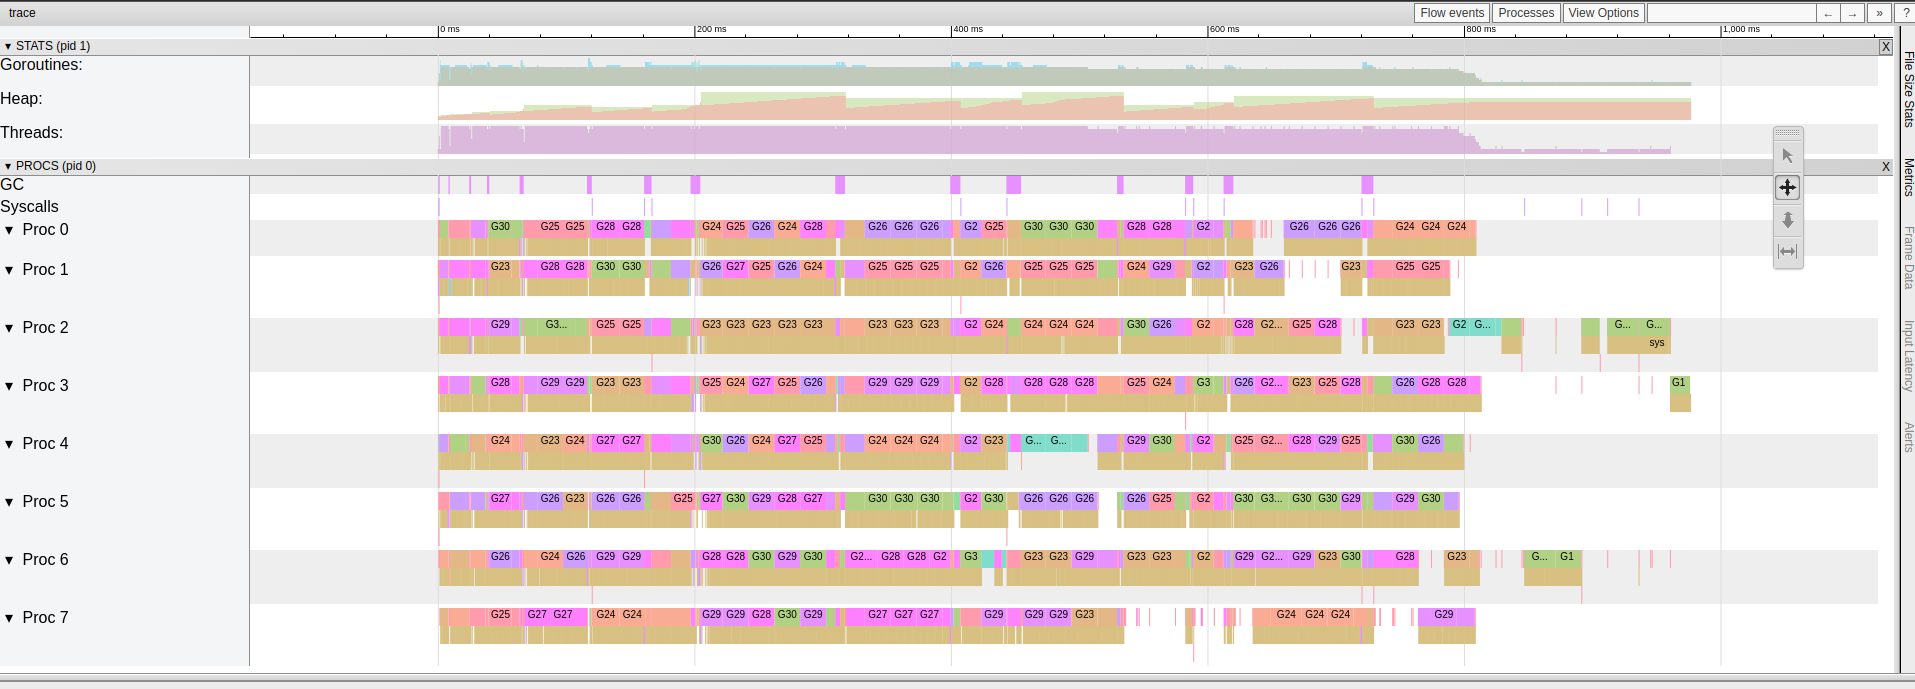 trace
Flow events Processes View Options ← → » ?
0 ms 200 ms 400 ms 600 ms 800 ms 1,000 ms
▼ STATS (pid 1) X
Goroutines:
Heap:
Threads:
▼ PROCS (pid 0) X
GC
Syscalls
▼ Proc 0 G30 G25 G25 G28 G28 G24 G25 G26 G24 G28 G26 G26 G26 G2 G25 G30 G30 G30 G28 G28 G2 G26 G26 G26 G24 G24 G24
▼ Proc 1 G23 G28 G28 G30 G30 G26 G27 G25 G26 G24 G25 G25 G25 G2 G26 G25 G25 G25 G24 G29 G2 G23 G26 G23 G25 G25
▼ Proc 2 G29 G3... G25 G25 G23 G23 G23 G23 G23 G23 G23 G23 G2 G24 G24 G24 G24 G30 G26 G2 G28 G2... G25 G28 G23 G23 G2 G... G... G...
sys
▼ Proc 3 G28 G29 G29 G23 G23 G25 G24 G27 G25 G26 G29 G29 G29 G2 G28 G28 G28 G28 G25 G24 G3 G26 G2... G23 G25 G28 G26 G28 G28 G1
▼ Proc 4 G24 G23 G24 G27 G27 G30 G26 G24 G27 G25 G24 G24 G24 G2 G23 G... G... G29 G30 G2 G25 G2... G28 G29 G25 G30 G26
▼ Proc 5 G27 G26 G23 G26 G26 G25 G27 G30 G29 G28 G27 G30 G30 G30 G2 G30 G26 G26 G26 G26 G25 G2 G30 G3... G30 G30 G29 G29 G30
▼ Proc 6 G26 G24 G26 G29 G29 G28 G28 G30 G29 G30 G2... G28 G28 G2 G3 G23 G23 G29 G23 G23 G2 G29 G2... G29 G23 G30 G28 G23 G... G1
▼ Proc 7 G25 G27 G27 G24 G24 G29 G29 G28 G30 G29 G27 G27 G27 G29 G29 G29 G23 G24 G24 G24 G29
File Size Stats
Metrics
Frame Data
Input Latency
Alerts